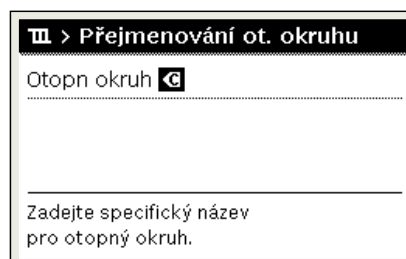 > Přejmenování ot. okruhu
Otopn okruh C
Zadejte specifický název
pro otopný okruh.